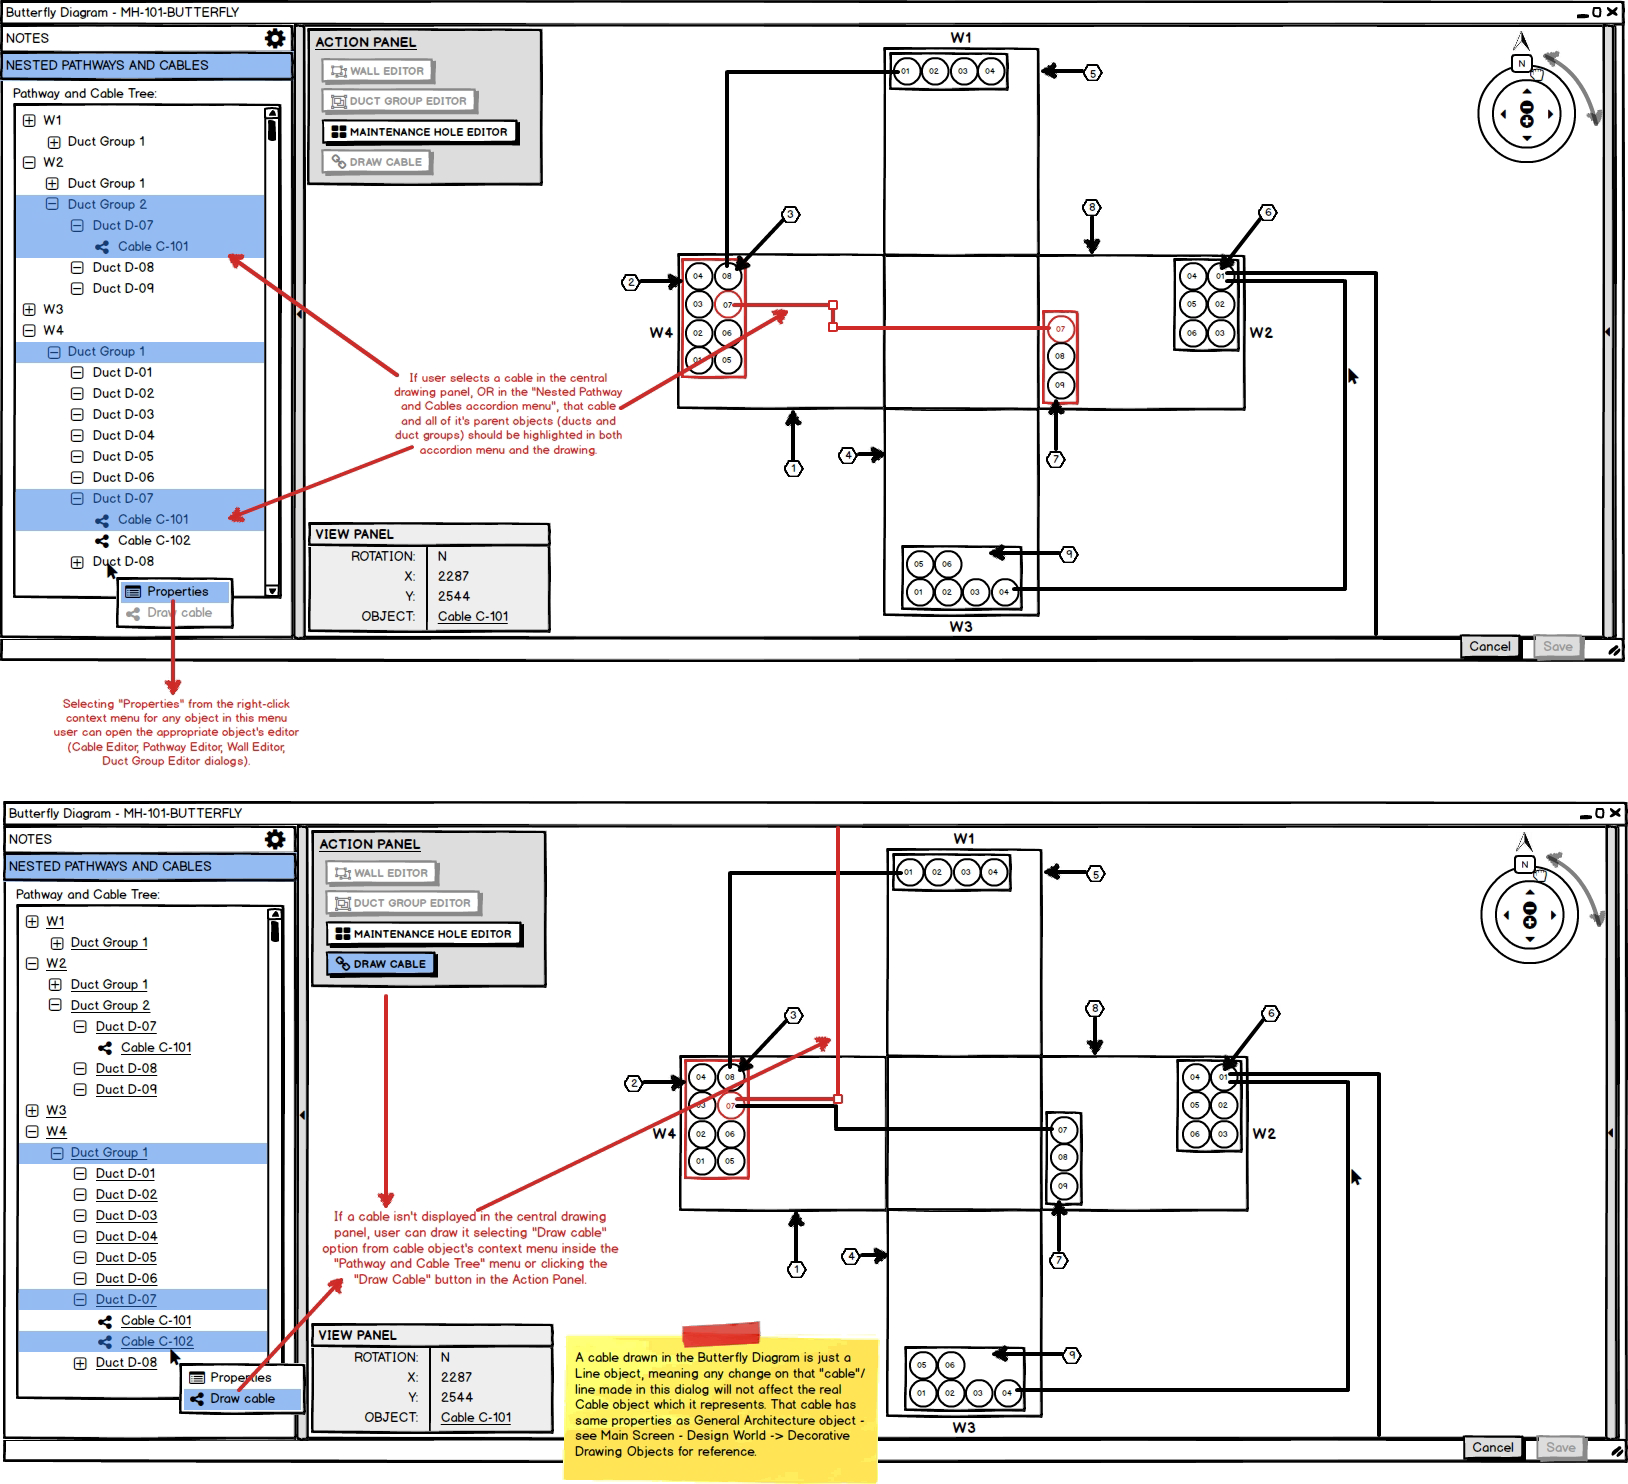 Butterfly Diagram - MH-101-BUTTERFLY
NOTES
NESTED PATHWAYS AND CABLES
Pathway and Cable Tree:
W1
Duct Group 1
W2
Duct Group 1
Duct Group 2
Duct D-07
Cable C-101
Duct D-08
Duct D-09
W3
W4
Duct Group 1
Duct D-01
Duct D-02
Duct D-03
Duct D-04
Duct D-05
Duct D-06
Duct D-07
Cable C-101
Cable C-102
Duct D-08
Properties
Draw cable
ACTION PANEL
WALL EDITOR
DUCT GROUP EDITOR
MAINTENANCE HOLE EDITOR
DRAW CABLE
W1
01 02 03 04
5
N
3
8
6
2
04 08
03 07
02 06
01 05
W4
07
08
09
04 01
05 02
06 03
W2
If user selects a cable in the central
drawing panel, OR in the "Nested Pathway
and Cables accordion menu", that cable
and all of it's parent objects (ducts and
duct groups) should be highlighted in both
accordion menu and the drawing.
1
4
7
9
05 06
01 02 03 04
W3
VIEW PANEL
ROTATION: N
X: 2287
Y: 2544
OBJECT: Cable C-101
Cancel
Save
Selecting "Properties" from the right-click
context menu for any object in this menu
user can open the appropriate object's editor
(Cable Editor, Pathway Editor, Wall Editor,
Duct Group Editor dialogs).
Butterfly Diagram - MH-101-BUTTERFLY
NOTES
NESTED PATHWAYS AND CABLES
Pathway and Cable Tree:
W1
Duct Group 1
W2
Duct Group 1
Duct Group 2
Duct D-07
Cable C-101
Duct D-08
Duct D-09
W3
W4
Duct Group 1
Duct D-01
Duct D-02
Duct D-03
Duct D-04
Duct D-05
Duct D-06
Duct D-07
Cable C-101
Cable C-102
Duct D-08
Properties
Draw cable
ACTION PANEL
WALL EDITOR
DUCT GROUP EDITOR
MAINTENANCE HOLE EDITOR
DRAW CABLE
W1
01 02 03 04
5
N
3
8
6
2
04 08
03 07
02 06
01 05
W4
07
08
09
04 01
05 02
06 03
W2
If a cable isn't displayed in the central drawing
panel, user can draw it selecting "Draw cable"
option from cable object's context menu inside the
"Pathway and Cable Tree" menu or clicking the
"Draw Cable" button in the Action Panel.
1
4
7
9
05 06
01 02 03 04
W3
VIEW PANEL
ROTATION: N
X: 2287
Y: 2544
OBJECT: Cable C-101
A cable drawn in the Butterfly Diagram is just a
Line object, meaning any change on that "cable"/
line made in this dialog will not affect the real
Cable object which it represents. That cable has
same properties as General Architecture object -
see Main Screen - Design World -> Decorative
Drawing Objects for reference.
Cancel
Save